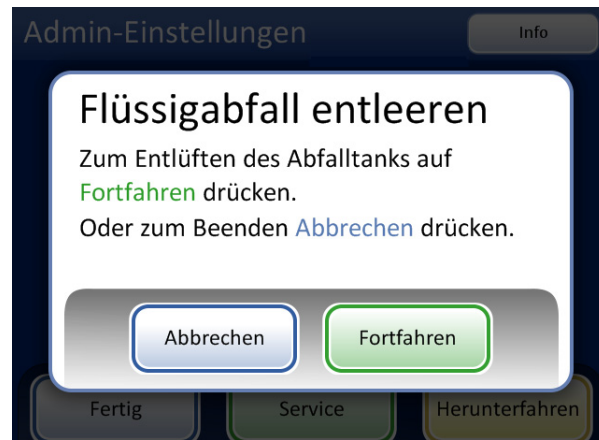 Admin-Einstellungen
Info
Flüssigabfall entleeren
Zum Entlüften des Abfalltanks auf
Fortfahren drücken.
Oder zum Beenden Abbrechen drücken.
Abbrechen
Fortfahren
Fertig
Service
Herunterfahren